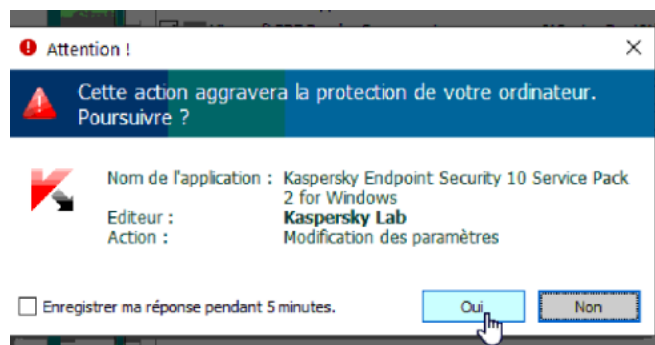 Attention !
Cette action aggravera la protection de votre ordinateur.
Poursuivre ?
Nom de l'application : Kaspersky Endpoint Security 10 Service Pack
2 for Windows
Editeur : Kaspersky Lab
Action : Modification des paramètres
Enregistrer ma réponse pendant 5 minutes.
Oui
Non